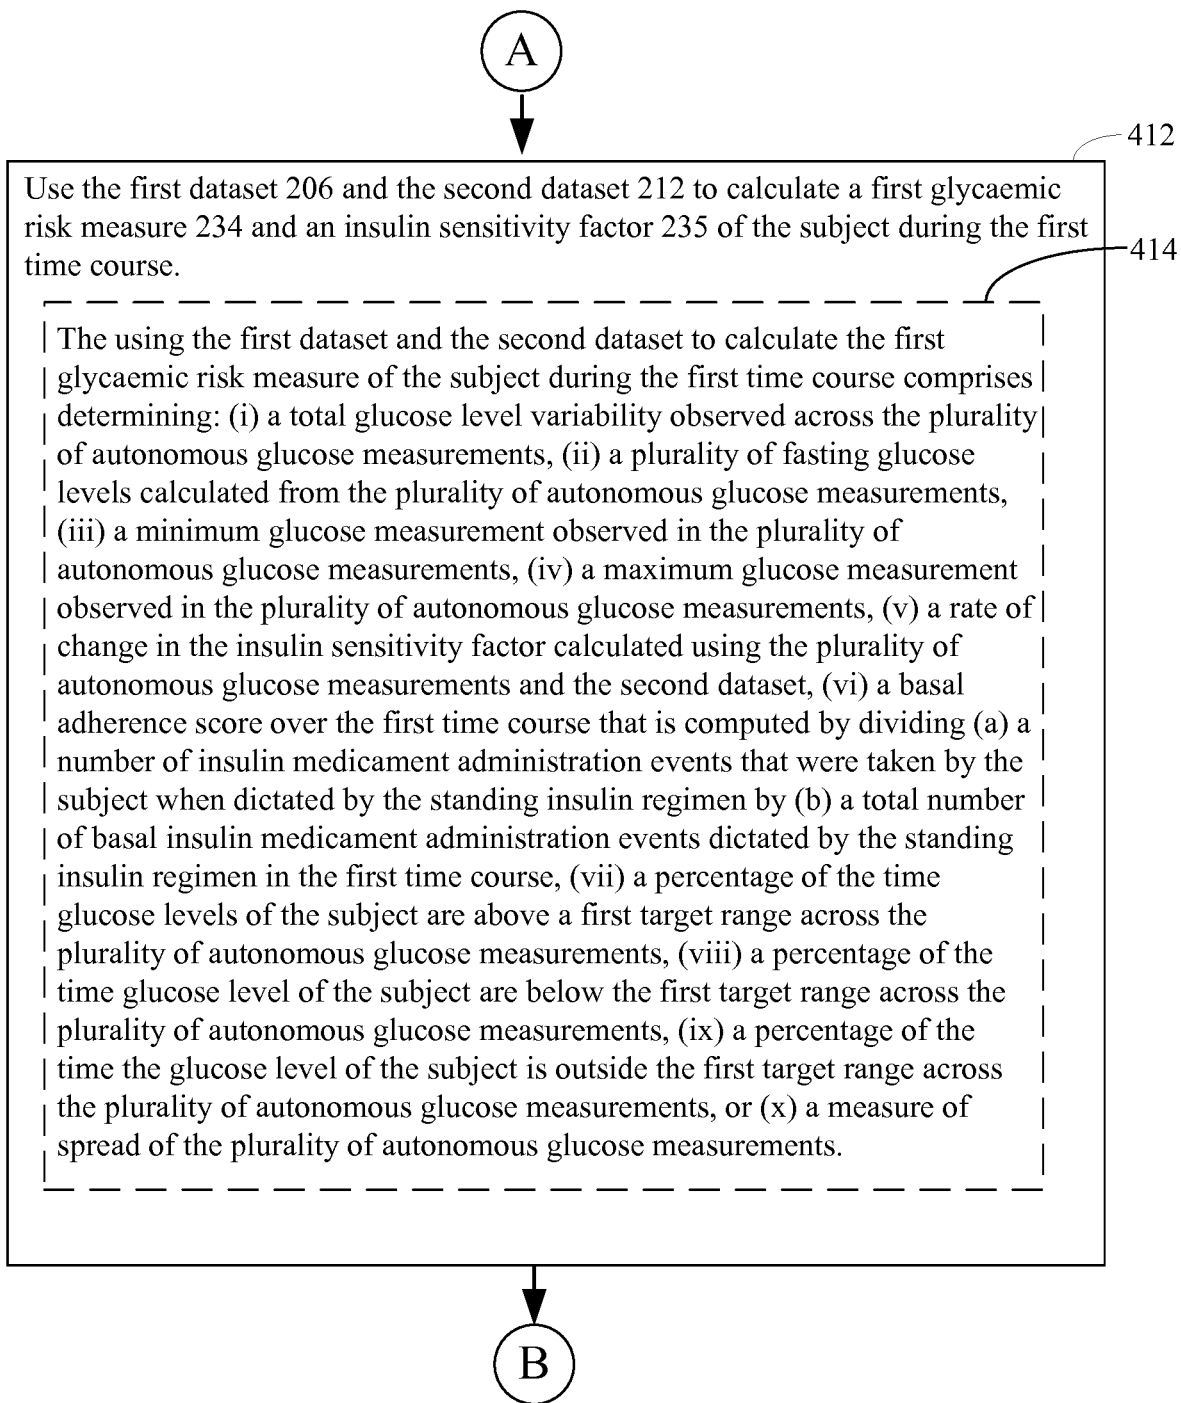 A
412
Use the first dataset 206 and the second dataset 212 to calculate a first glycaemic
risk measure 234 and an insulin sensitivity factor 235 of the subject during the first
time course.
414
The using the first dataset and the second dataset to calculate the first
glycaemic risk measure of the subject during the first time course comprises
determining: (i) a total glucose level variability observed across the plurality
of autonomous glucose measurements, (ii) a plurality of fasting glucose
levels calculated from the plurality of autonomous glucose measurements,
(iii) a minimum glucose measurement observed in the plurality of
autonomous glucose measurements, (iv) a maximum glucose measurement
observed in the plurality of autonomous glucose measurements, (v) a rate of
change in the insulin sensitivity factor calculated using the plurality of
autonomous glucose measurements and the second dataset, (vi) a basal
adherence score over the first time course that is computed by dividing (a) a
number of insulin medicament administration events that were taken by the
subject when dictated by the standing insulin regimen by (b) a total number
of basal insulin medicament administration events dictated by the standing
insulin regimen in the first time course, (vii) a percentage of the time
glucose levels of the subject are above a first target range across the
plurality of autonomous glucose measurements, (viii) a percentage of the
time glucose level of the subject are below the first target range across the
plurality of autonomous glucose measurements, (ix) a percentage of the
time the glucose level of the subject is outside the first target range across
the plurality of autonomous glucose measurements, or (x) a measure of
spread of the plurality of autonomous glucose measurements.
B